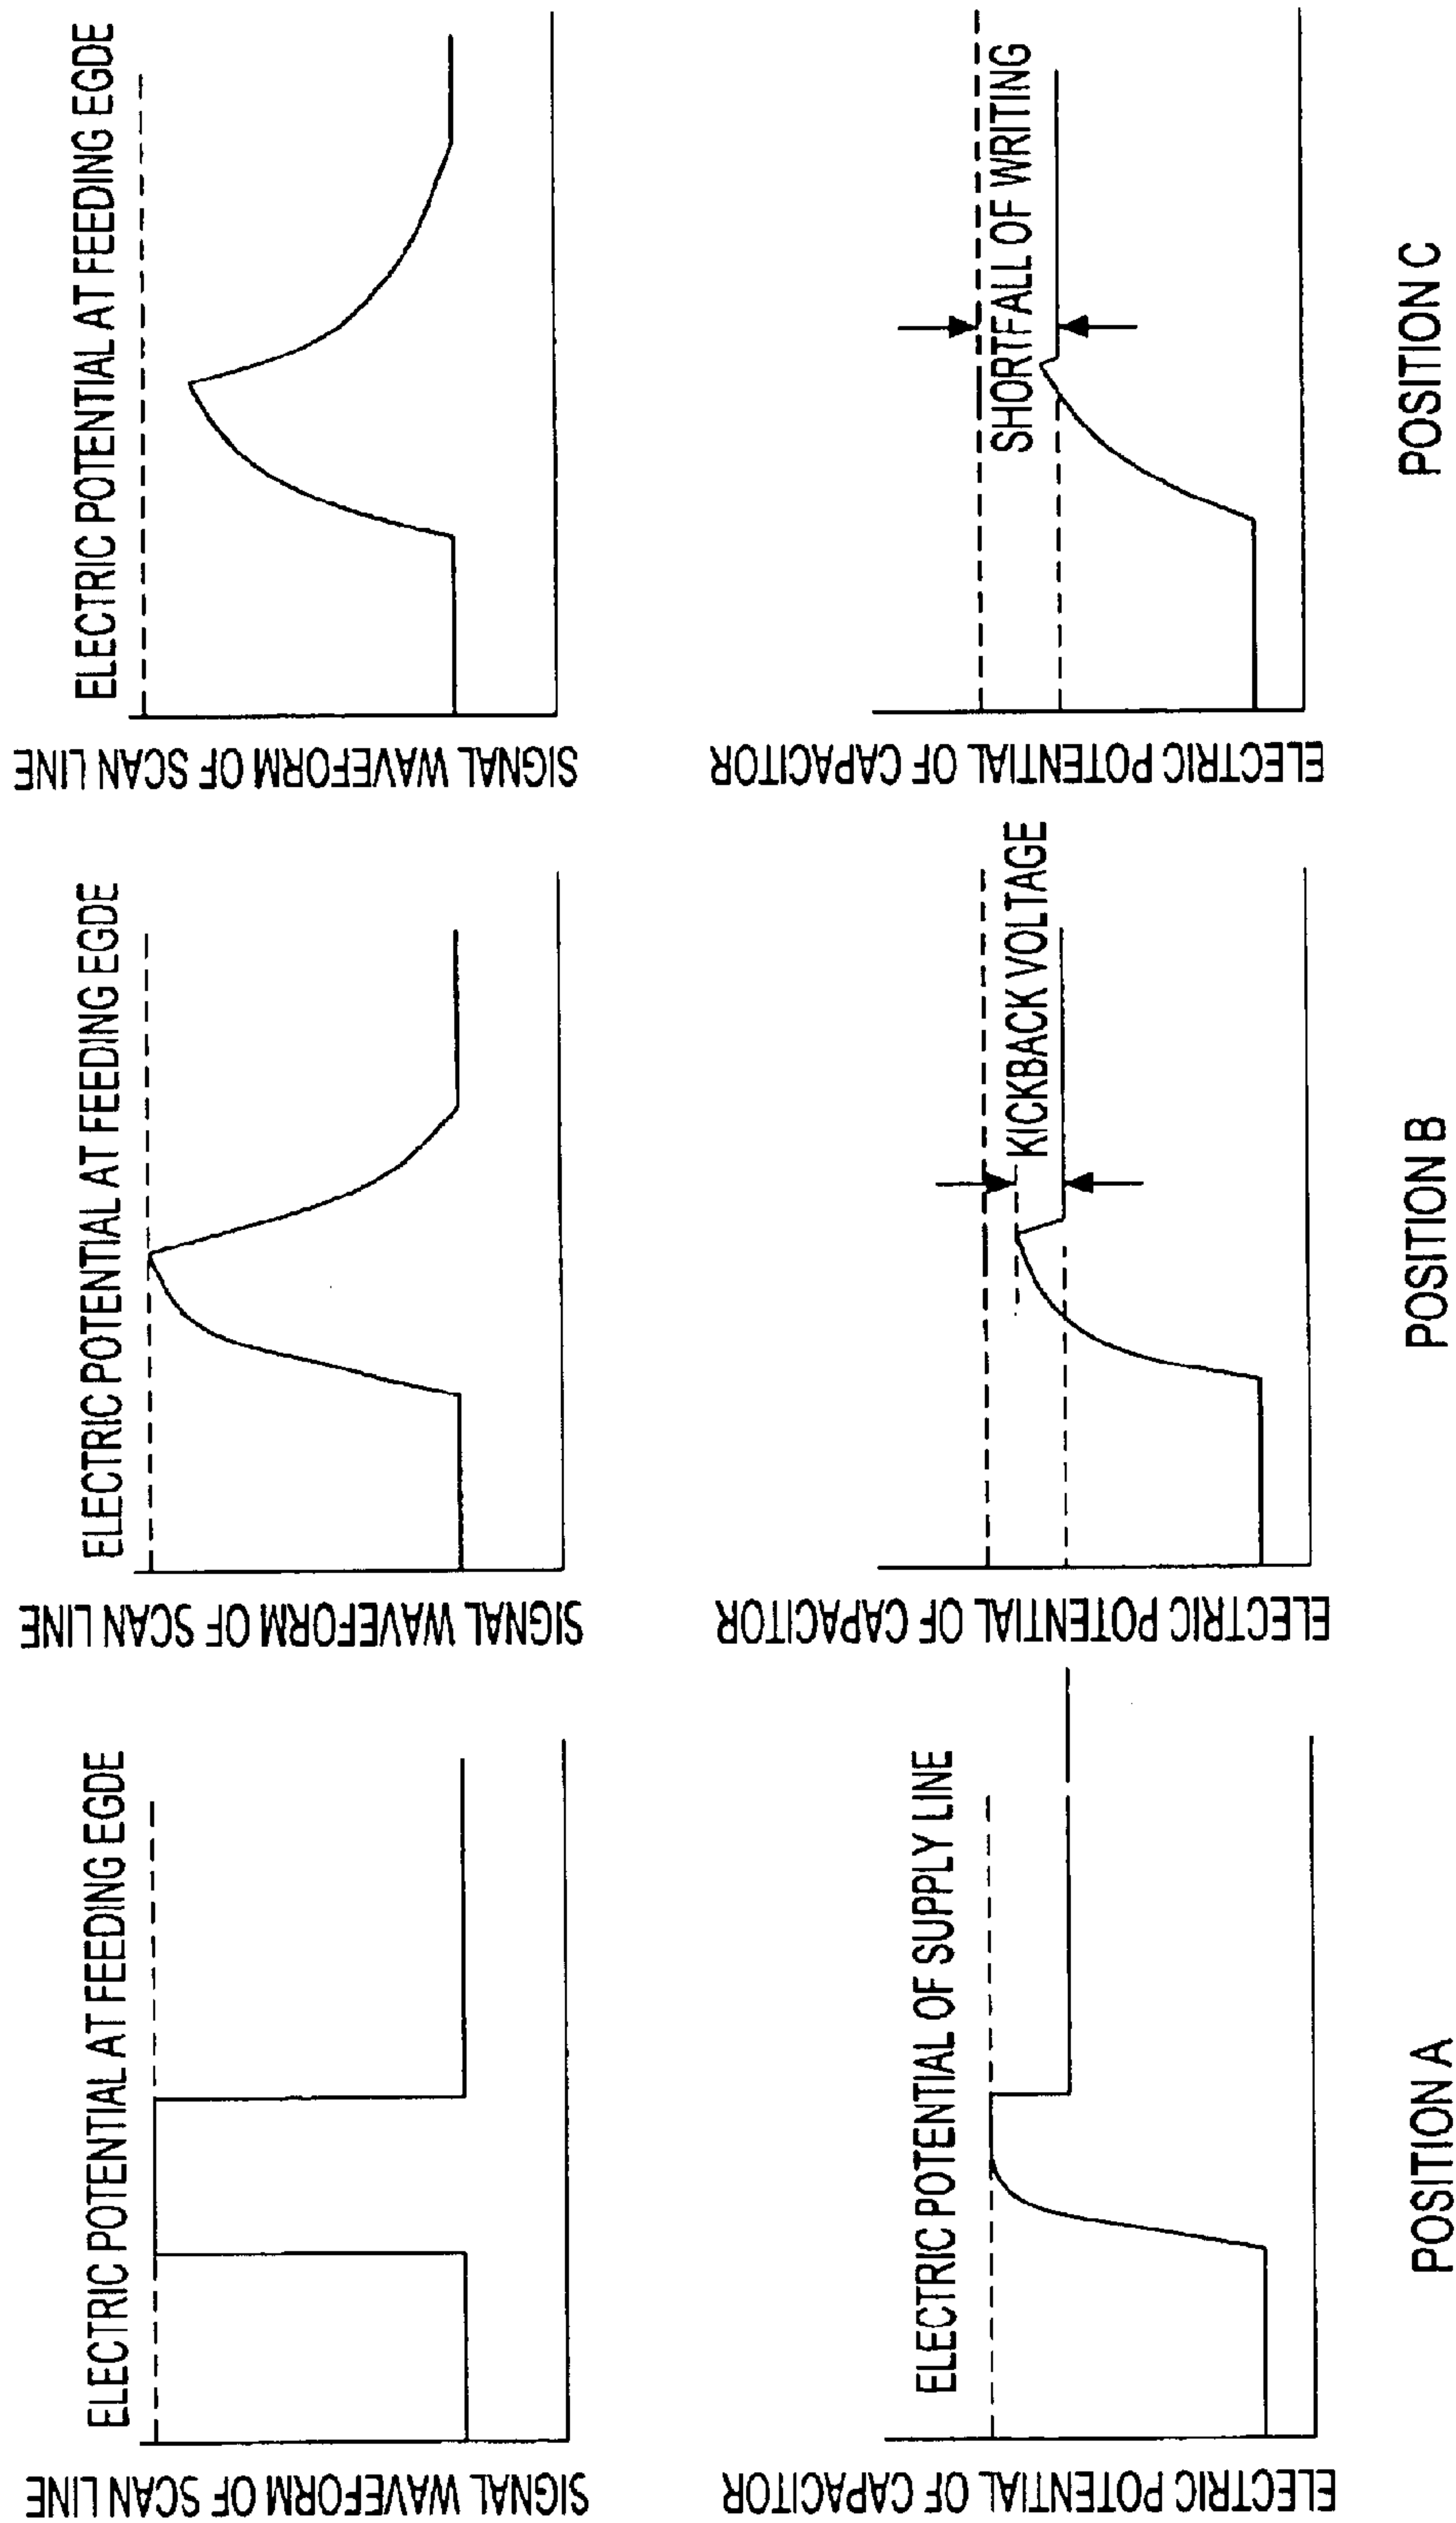 ELECTRIC POTENTIAL AT FEEDING EGDE
SIGNAL WAVEFORM OF SCAN LINE
ELECTRIC POTENTIAL OF SUPPLY LINE
ELECTRIC POTENTIAL OF CAPACITOR
POSITION A
ELECTRIC POTENTIAL AT FEEDING EGDE
SIGNAL WAVEFORM OF SCAN LINE
KICKBACK VOLTAGE
ELECTRIC POTENTIAL OF CAPACITOR
POSITION B
ELECTRIC POTENTIAL AT FEEDING EGDE
SIGNAL WAVEFORM OF SCAN LINE
SHORTFALL OF WRITING
ELECTRIC POTENTIAL OF CAPACITOR
POSITION C